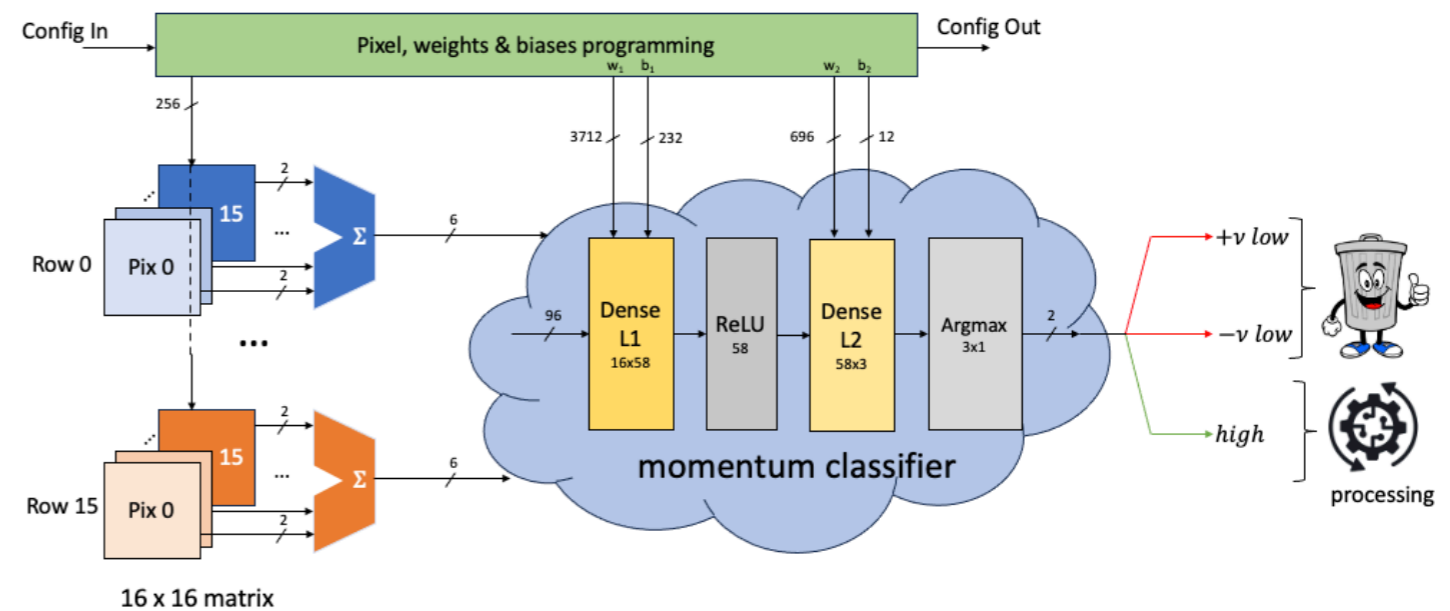 Config In
Pixel, weights & biases programming
Config Out
w1 b1
w2 b2
256
3712
232
696
12
2
15
...
...
Σ
6
Row 0
Pix 0
2
...
2
15
...
...
Σ
6
Row 15
Pix 0
2
16 x 16 matrix
96
Dense
L1
16x58
ReLU
58
Dense
L2
58x3
Argmax
3x1
2
momentum classifier
+ν low
−ν low
high
processing